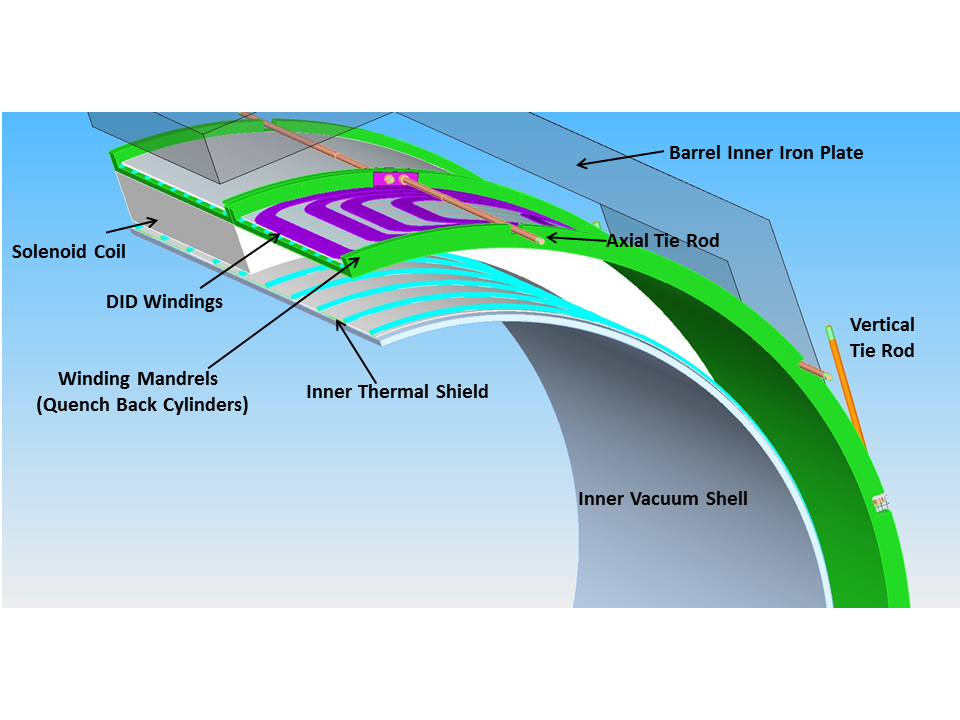 Barrel Inner Iron Plate
Axial Tie Rod
Solenoid Coil
DID Windings
Vertical
Tie Rod
Winding Mandrels
(Quench Back Cylinders)
Inner Thermal Shield
Inner Vacuum Shell